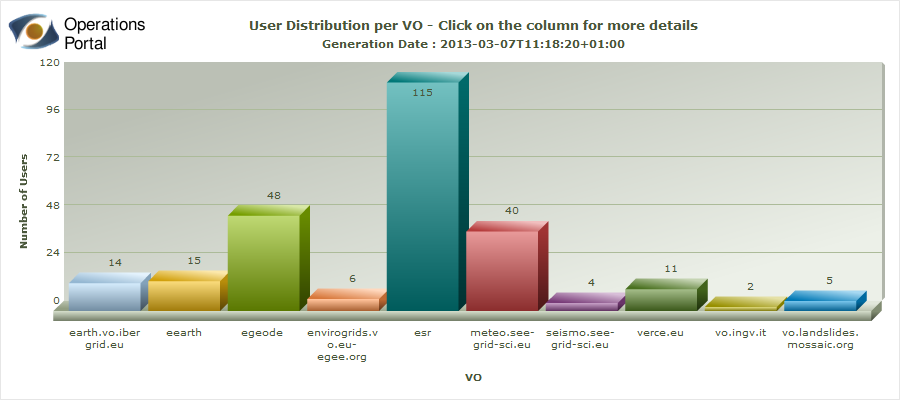 Operations
Portal
User Distribution per VO - Click on the column for more details
Generation Date : 2013-03-07T11:18:20+01:00
120
96
72
48
24
0
Number of Users
14
15
48
6
115
40
4
11
2
5
earth.vo.iber
grid.eu
eearth
egeode
envirogrids.v
o.eu-
egee.org
esr
meteo.see-
grid-sci.eu
seismo.see-
grid-sci.eu
verce.eu
vo.ingv.it
vo.landslides.
mossaic.org
VO